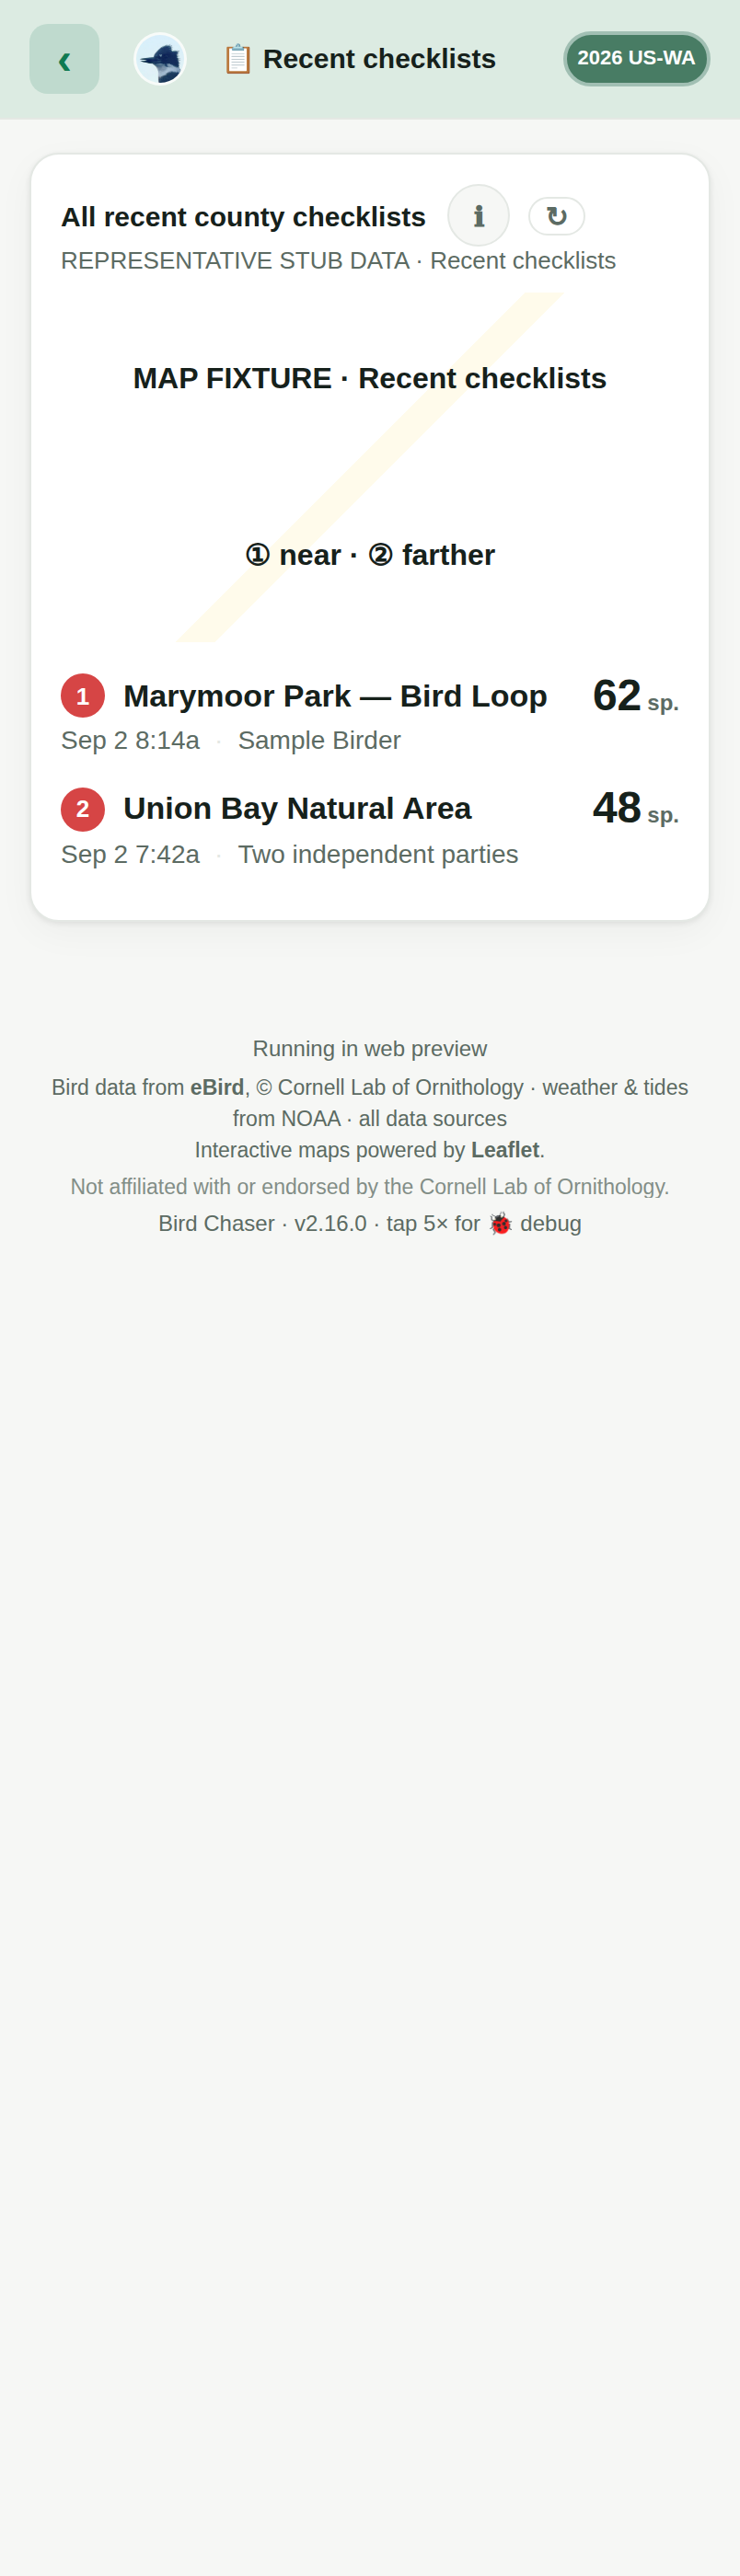 ‹ 📋 Recent checklists 2026 US-WA
All recent county checklists ℹ ↻
REPRESENTATIVE STUB DATA · Recent checklists
MAP FIXTURE · Recent checklists
① near · ② farther
1 Marymoor Park — Bird Loop 62 sp.
Sep 2 8:14a · Sample Birder
2 Union Bay Natural Area 48 sp.
Sep 2 7:42a · Two independent parties
Running in web preview
Bird data from eBird, © Cornell Lab of Ornithology · weather & tides
from NOAA · all data sources
Interactive maps powered by Leaflet.
Not affiliated with or endorsed by the Cornell Lab of Ornithology.
Bird Chaser · v2.16.0 · tap 5× for 🐞 debug